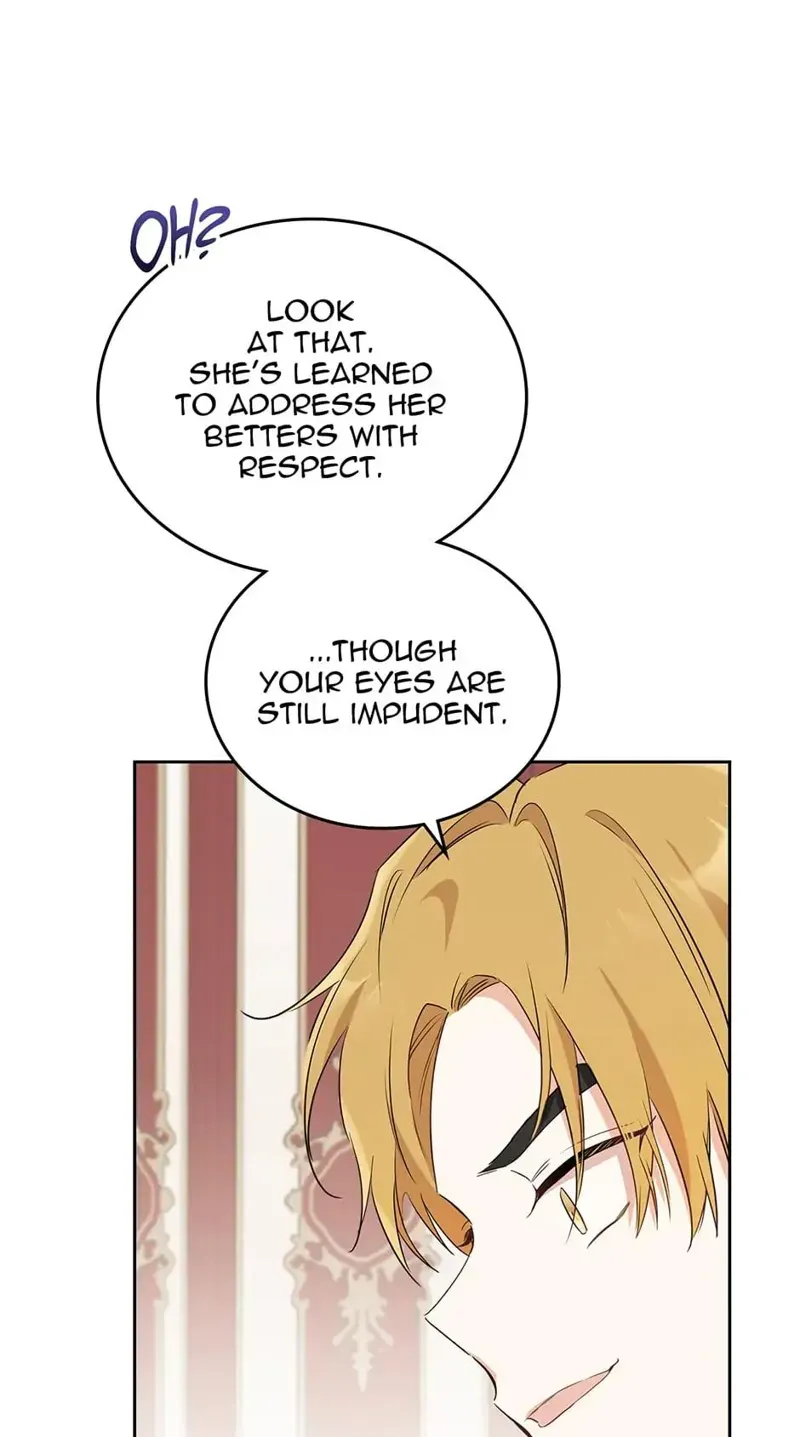 OH?
LOOK
AT THAT.
SHE'S LEARNED
TO ADDRESS HER
BETTERS WITH
RESPECT.
...THOUGH
YOUR EYES ARE
STILL IMPUDENT.